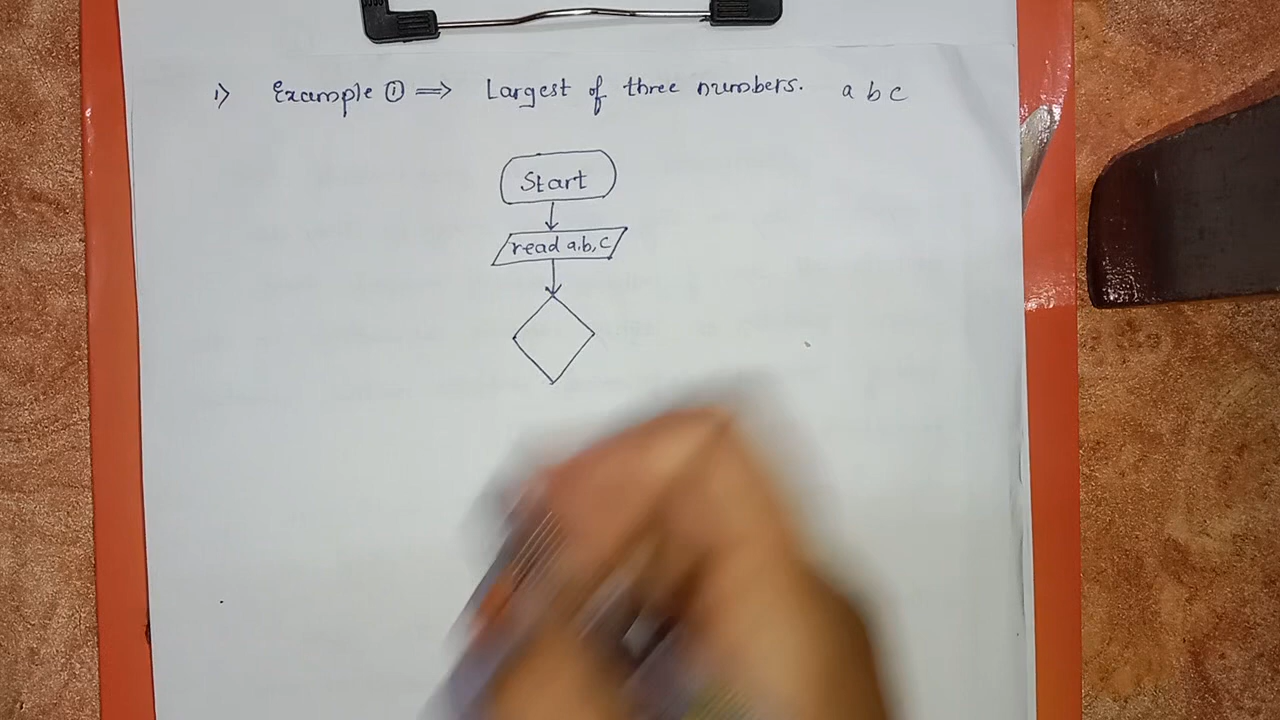 1) Example ① ⟹ Largest of three numbers. a b c
Start
read a,b,c